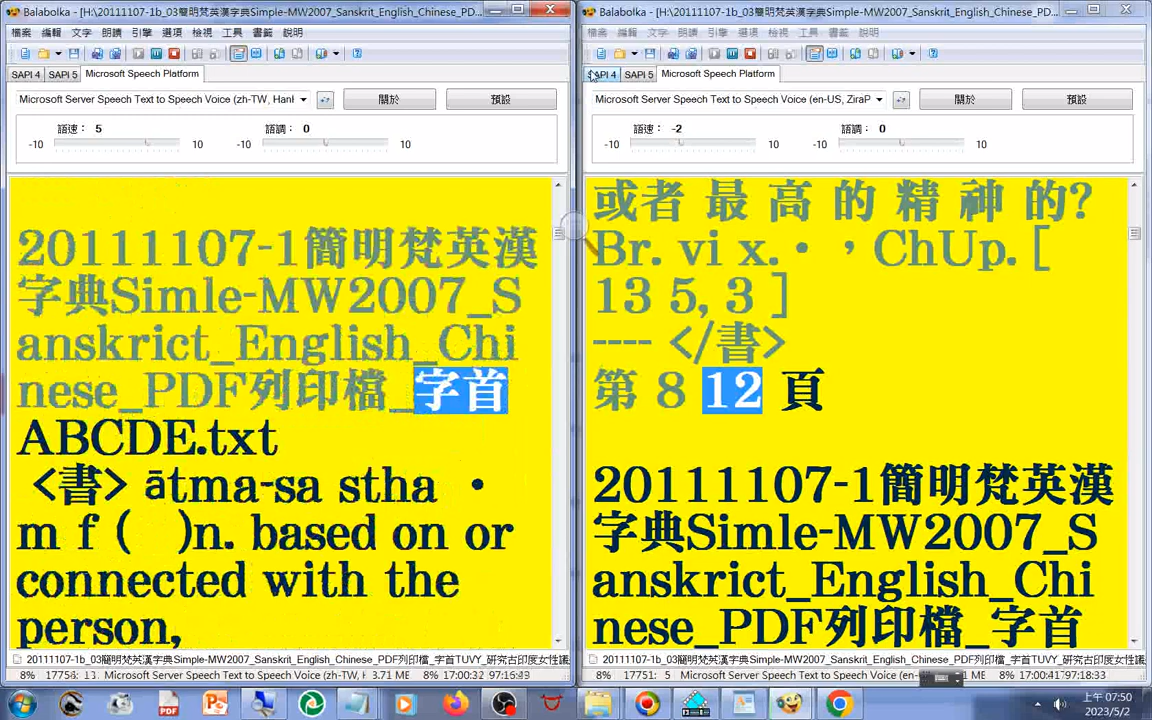 Balabolka - [H:\20111107-1b_03簡明梵英漢字典Simple-MW2007_Sanskrit_English_Chinese_PD...
檔案 編輯 文字 朗讀 引擎 選項 檢視 工具 書籤 說明
SAPI 4 SAPI 5 Microsoft Speech Platform
Microsoft Server Speech Text to Speech Voice (zh-TW, Hanl
關於 預設
語速: 5 語調: 0
-10 10 -10 10
20111107-1簡明梵英漢
字典Simle-MW2007_S
anskrict_English_Chi
nese_PDF列印檔_字首
ABCDE.txt
<書> ātma-sa stha •
m f ( )n. based on or
connected with the
person,
20111107-1b_03簡明梵英漢字典Simple-MW2007_Sanskrit_English_Chinese_PDF列印檔_字首TUVY_研究古印度女性議
8% 17758: 1 Microsoft Server Speech Text to Speech Voice (zh-TW, H 3.71 MB 8% 17:00:32
Balabolka - [H:\20111107-1b_03簡明梵英漢字典Simple-MW2007_Sanskrit_English_Chinese_PD...
檔案 編輯 文字 朗讀 引擎 選項 檢視 工具 書籤 說明
SAPI 4 SAPI 5 Microsoft Speech Platform
Microsoft Server Speech Text to Speech Voice (en-US, ZiraP
關於 預設
語速: -2 語調: 0
-10 10 -10 10
或者 最 高 的 精 神 的?
Br. vi x. • , ChUp. [
13 5, 3 ]
---- </書>
第 8 12 頁
20111107-1簡明梵英漢
字典Simle-MW2007_S
anskrict_English_Chi
nese_PDF列印檔_字首
20111107-1b_03簡明梵英漢字典Simple-MW2007_Sanskrit_English_Chinese_PDF列印檔_字首TUVY_研究古印度女性議
8% 17751: 5 Microsoft Server Speech Text to Speech Voice (en-U ME 8% 17:00:41 97:18:33
上午 07:50
2023/5/2